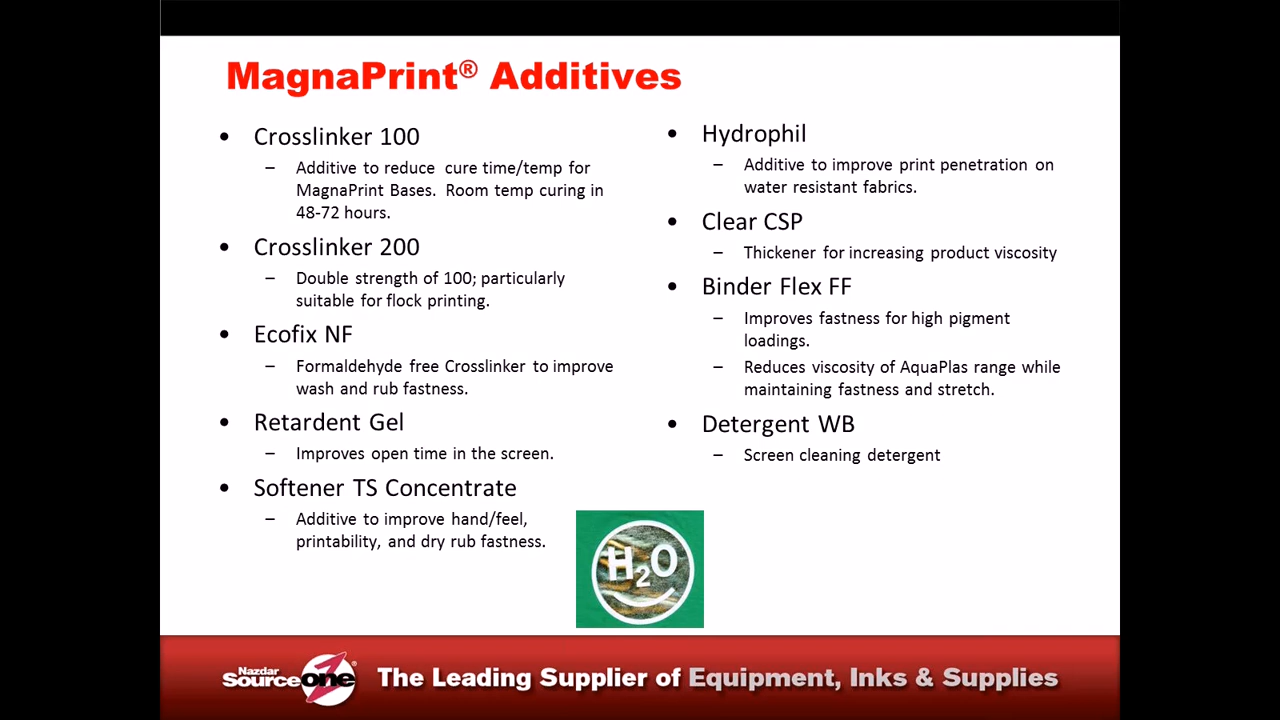 MagnaPrint® Additives
• Crosslinker 100
– Additive to reduce cure time/temp for
MagnaPrint Bases. Room temp curing in
48-72 hours.
• Crosslinker 200
– Double strength of 100; particularly
suitable for flock printing.
• Ecofix NF
– Formaldehyde free Crosslinker to improve
wash and rub fastness.
• Retardent Gel
– Improves open time in the screen.
• Softener TS Concentrate
– Additive to improve hand/feel,
printability, and dry rub fastness.
• Hydrophil
– Additive to improve print penetration on
water resistant fabrics.
• Clear CSP
– Thickener for increasing product viscosity
• Binder Flex FF
– Improves fastness for high pigment
loadings.
– Reduces viscosity of AquaPlas range while
maintaining fastness and stretch.
• Detergent WB
– Screen cleaning detergent
H2O
Nazdar
sourceone®
The Leading Supplier of Equipment, Inks & Supplies